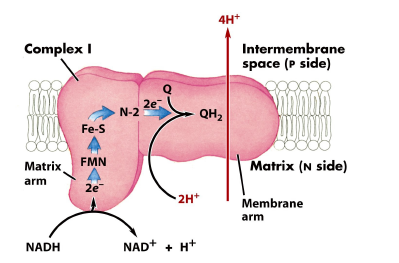 4H⁺
Complex I
Intermembrane
space (P side)
Q
N-2
2e⁻
QH₂
Fe-S
FMN
Matrix
arm
2e⁻
Matrix (N side)
2H⁺
Membrane
arm
NADH
NAD⁺ + H⁺